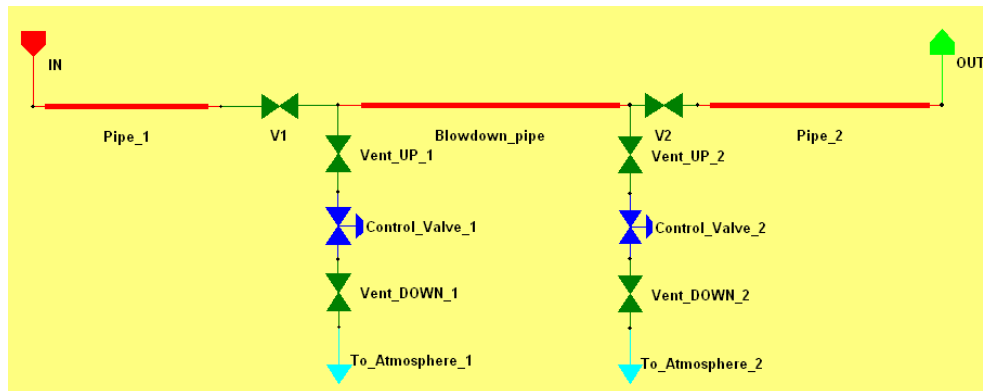 IN
OUT
Pipe_1
V1
Blowdown_pipe
V2
Pipe_2
Vent_UP_1
Vent_UP_2
Control_Valve_1
Control_Valve_2
Vent_DOWN_1
Vent_DOWN_2
To_Atmosphere_1
To_Atmosphere_2